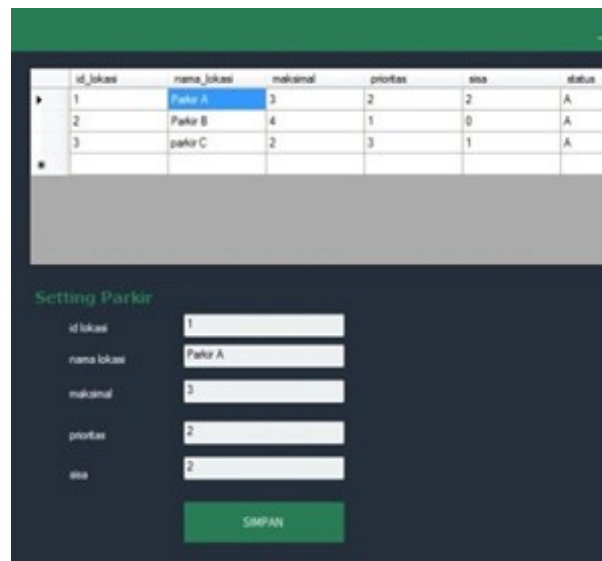 id_lokasi nama_lokasi maksimal prioritas sisa status
1 Parkir A 3 2 2 A
2 Parkir B 4 1 0 A
3 parkir C 2 3 1 A
Setting Parkir
id lokasi 1
nama lokasi Parkir A
maksimal 3
prioritas 2
sisa 2
SIMPAN